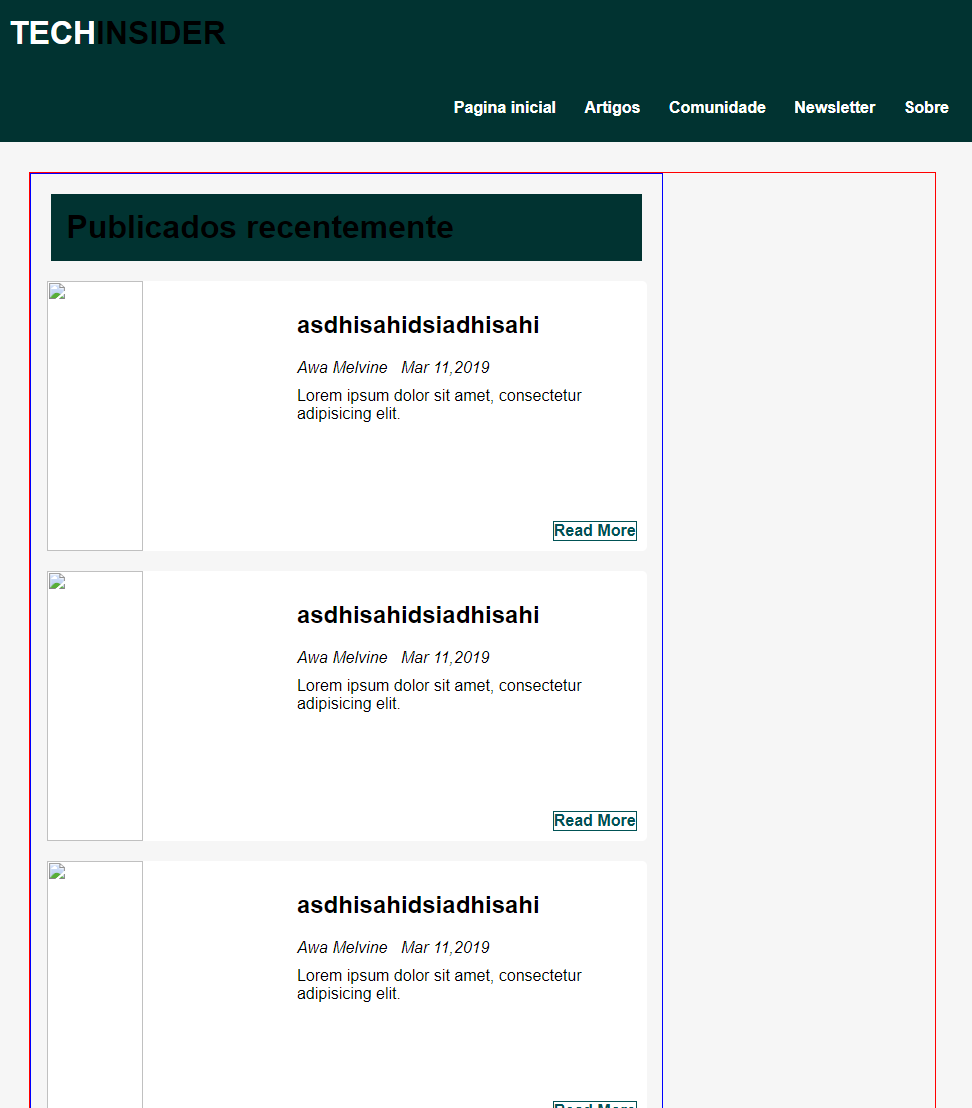 TECHINSIDER
Pagina inicial Artigos Comunidade Newsletter Sobre
Publicados recentemente
asdhisahidsiadhisahi
Awa Melvine Mar 11,2019
Lorem ipsum dolor sit amet, consectetur
adipisicing elit.
Read More
asdhisahidsiadhisahi
Awa Melvine Mar 11,2019
Lorem ipsum dolor sit amet, consectetur
adipisicing elit.
Read More
asdhisahidsiadhisahi
Awa Melvine Mar 11,2019
Lorem ipsum dolor sit amet, consectetur
adipisicing elit.
Read More